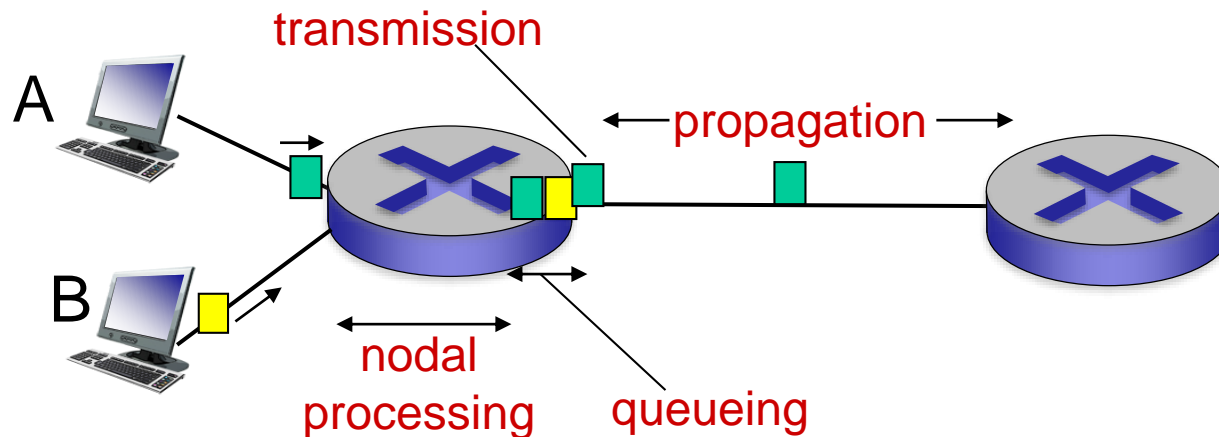 transmission
A
propagation
B
nodal
processing
queueing